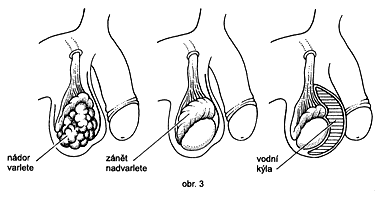 nádor
varlete
zánět
nadvarlete
vodní
kýla
obr. 3